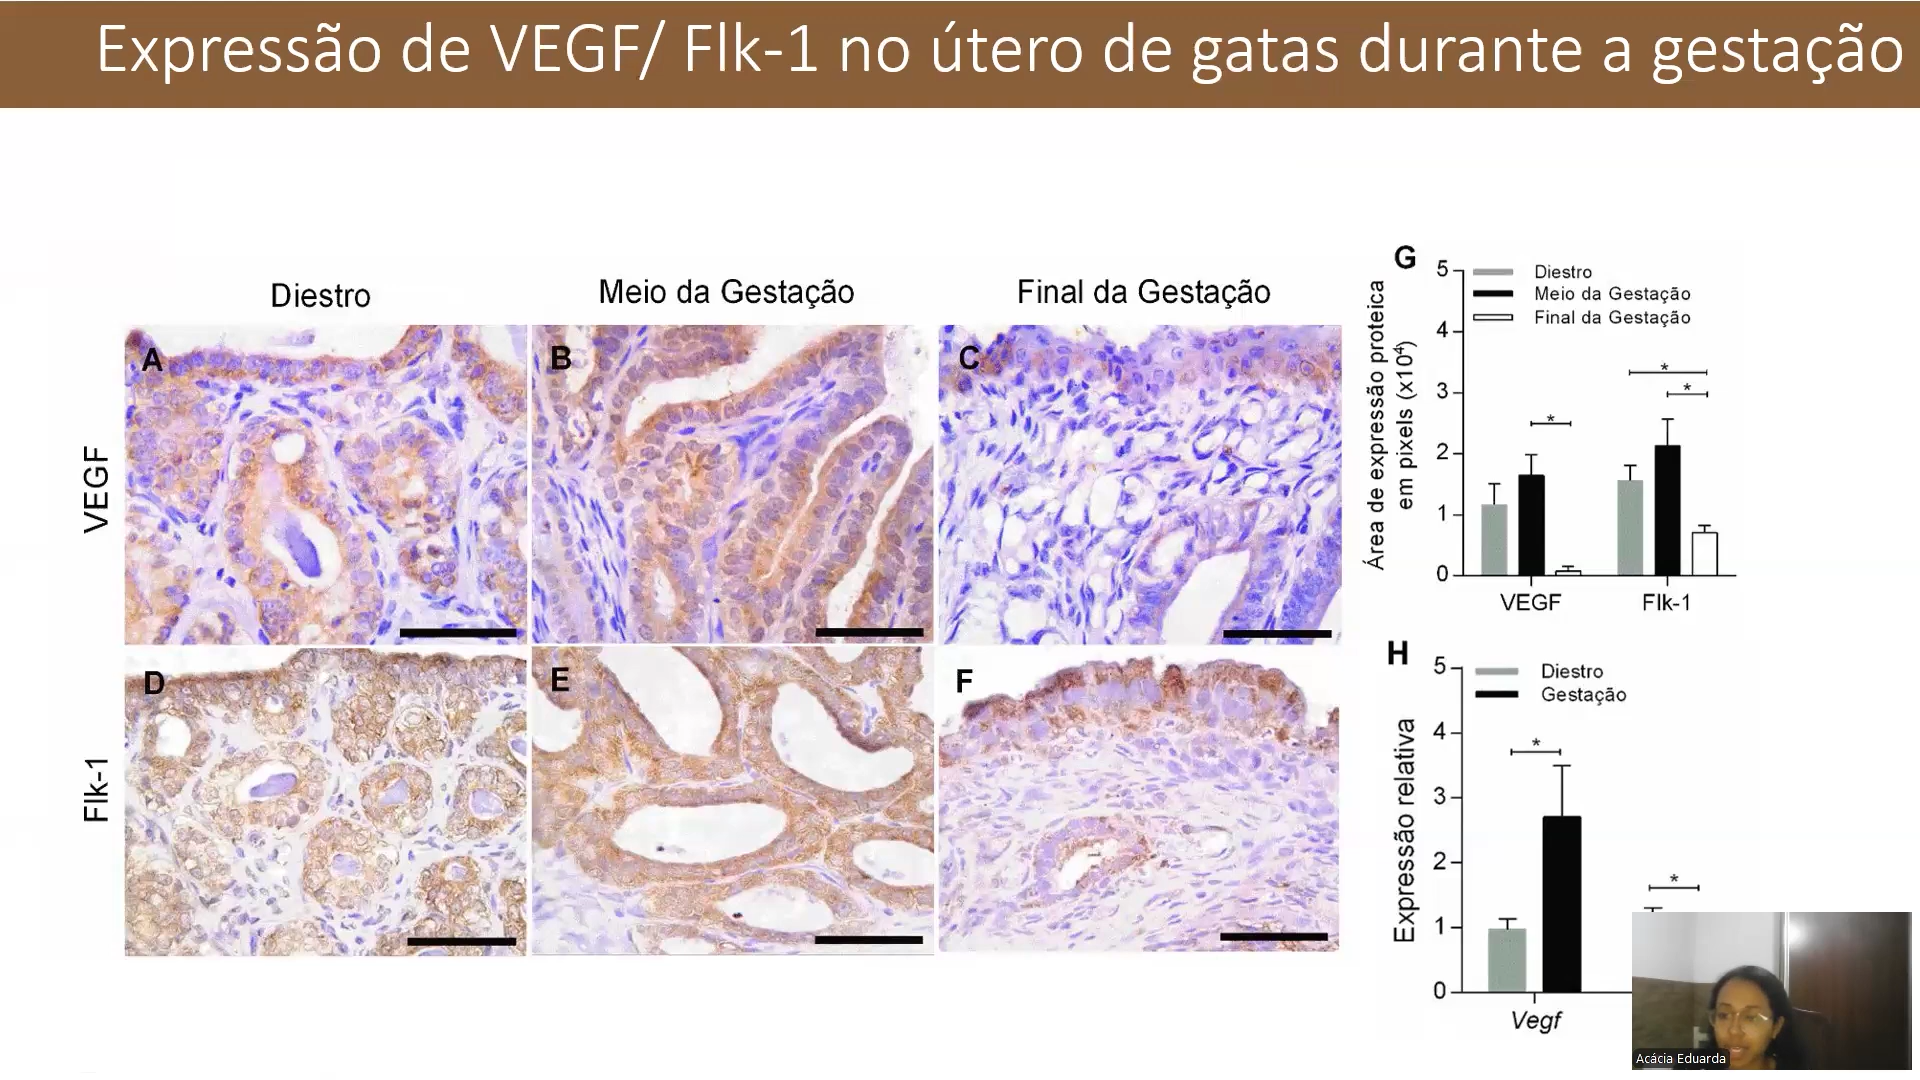 Expressão de VEGF/ Flk-1 no útero de gatas durante a gestação
Diestro
Meio da Gestação
Final da Gestação
VEGF
A
B
C
Flk-1
D
E
F
G
Área de expressão proteica
em pixels (x10⁴)
5
4
3
2
1
0
Diestro
Meio da Gestação
Final da Gestação
*
*
*
VEGF
Flk-1
H
Expressão relativa
5
4
3
2
1
0
Diestro
Gestação
*
*
Vegf
Acácia Eduarda